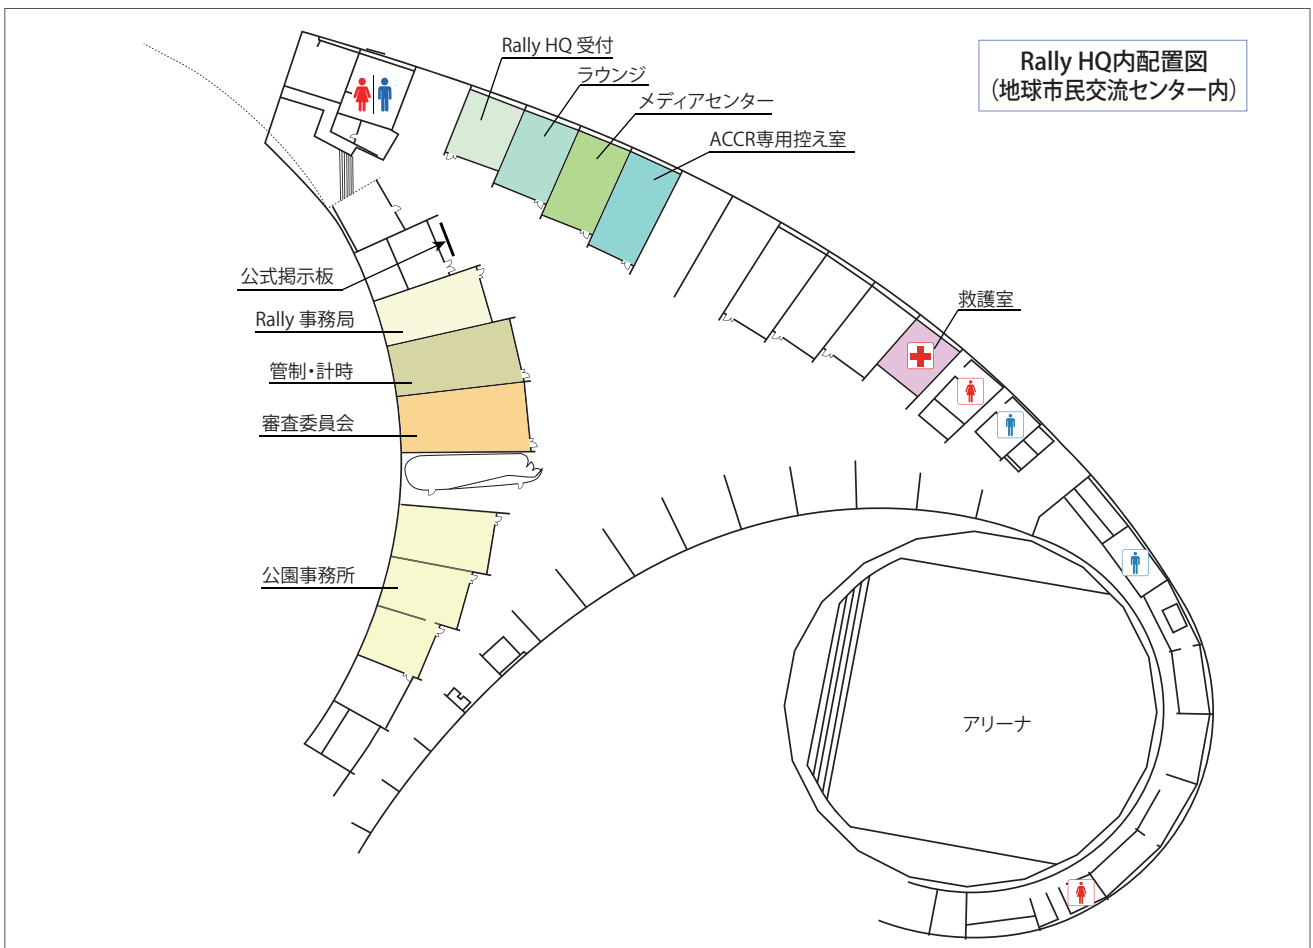 Rally HQ内配置図
(地球市民交流センター内)
Rally HQ 受付
ラウンジ
メディアセンター
ACCR専用控え室
公式掲示板
救護室
Rally 事務局
管制・計時
審査委員会
公園事務所
アリーナ